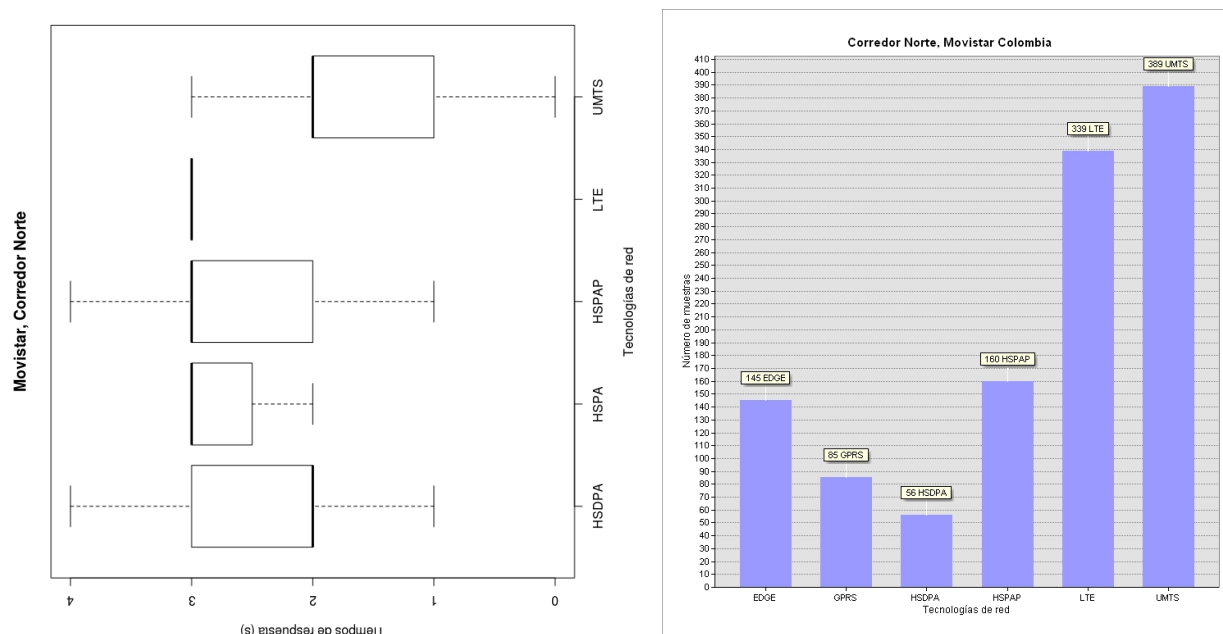 Movistar, Corredor Norte
UMTS
LTE
HSPAP
HSPA
HSDPA
Tecnologías de red
4
3
2
1
0
Tiempos de respuesta (s)
Corredor Norte, Movistar Colombia
410
400
390
380
370
360
350
340
330
320
310
300
290
280
270
260
250
240
230
220
210
200
190
180
170
160
150
140
130
120
110
100
90
80
70
60
50
40
30
20
10
0
Número de muestras
145 EDGE
85 GPRS
56 HSDPA
160 HSPAP
339 LTE
389 UMTS
EDGE
GPRS
HSDPA
HSPAP
LTE
UMTS
Tecnologías de red